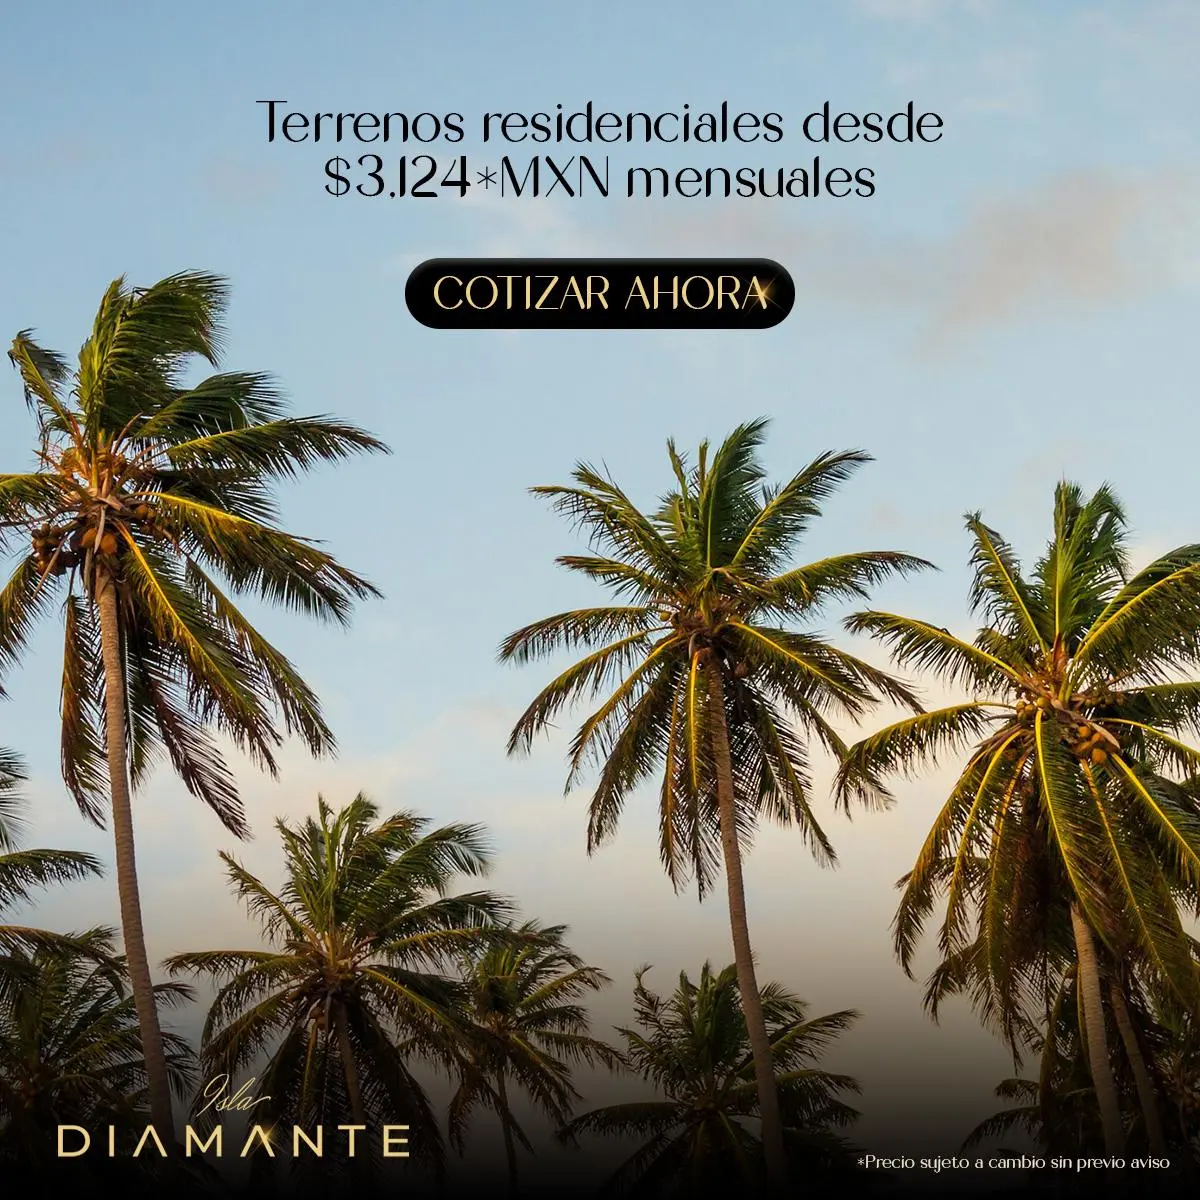 Terrenos residenciales desde
$3,124*MXN mensuales
COTIZAR AHORA
Isla
DIAMANTE
*Precio sujeto a cambio sin previo aviso